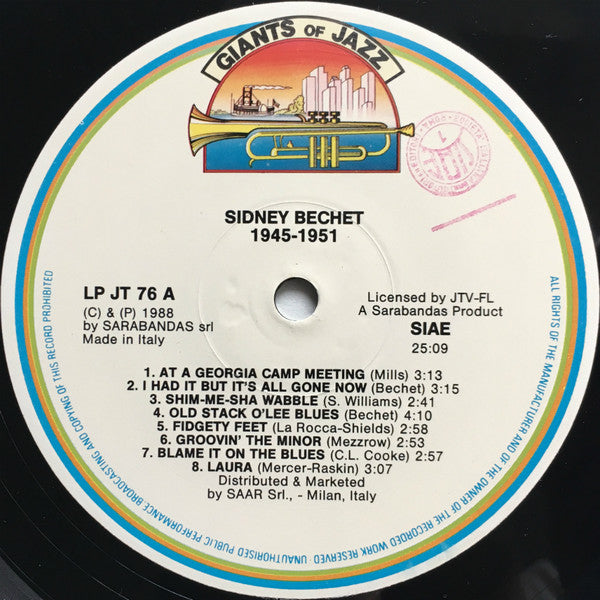 GIANTS OF JAZZ
SIDNEY BECHET
1945-1951
LP JT 76 A
(C) & (P) 1988
by SARABANDAS srl
Made in Italy
Licensed by JTV-FL
A Sarabandas Product
SIAE
25:09
1. AT A GEORGIA CAMP MEETING (Mills) 3:13
2. I HAD IT BUT IT'S ALL GONE NOW (Bechet) 3:15
3. SHIM-ME-SHA WABBLE (S. Williams) 2:41
4. OLD STACK O'LEE BLUES (Bechet) 4:10
5. FIDGETY FEET (La Rocca-Shields) 2:58
6. GROOVIN' THE MINOR (Mezzrow) 2:53
7. BLAME IT ON THE BLUES (C.L. Cooke) 2:57
8. LAURA (Mercer-Raskin) 3:07
Distributed & Marketed
by SAAR Srl., - Milan, Italy
ALL RIGHTS OF THE MANUFACTURER AND OF THE OWNER OF THE RECORDED WORK RESERVED · UNAUTHORISED PUBLIC PERFORMANCE BROADCASTING AND COPYING OF THIS RECORD PROHIBITED